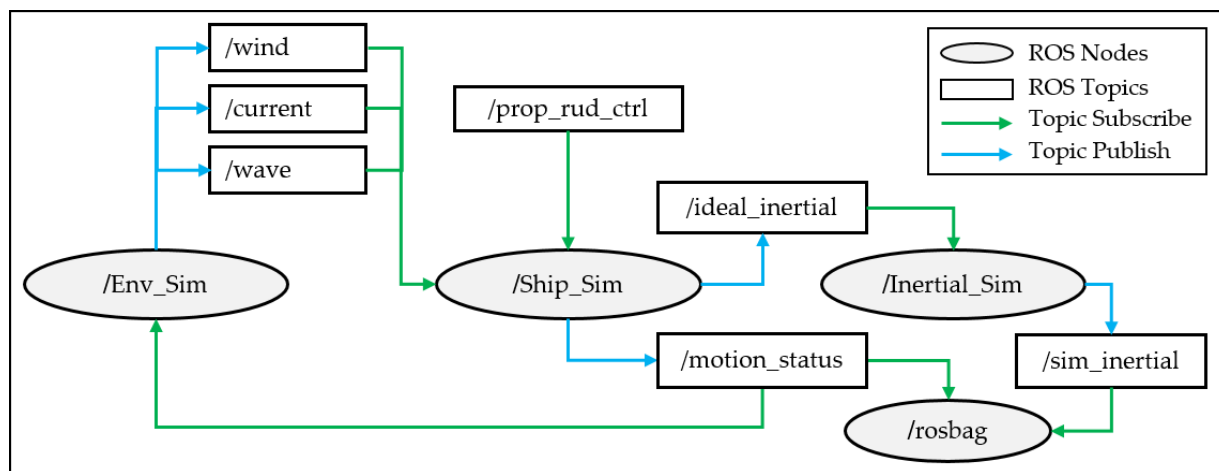 /wind
/current
/wave
/prop_rud_ctrl
ROS Nodes
ROS Topics
Topic Subscribe
Topic Publish
/ideal_inertial
/Env_Sim
/Ship_Sim
/Inertial_Sim
/motion_status
/sim_inertial
/rosbag